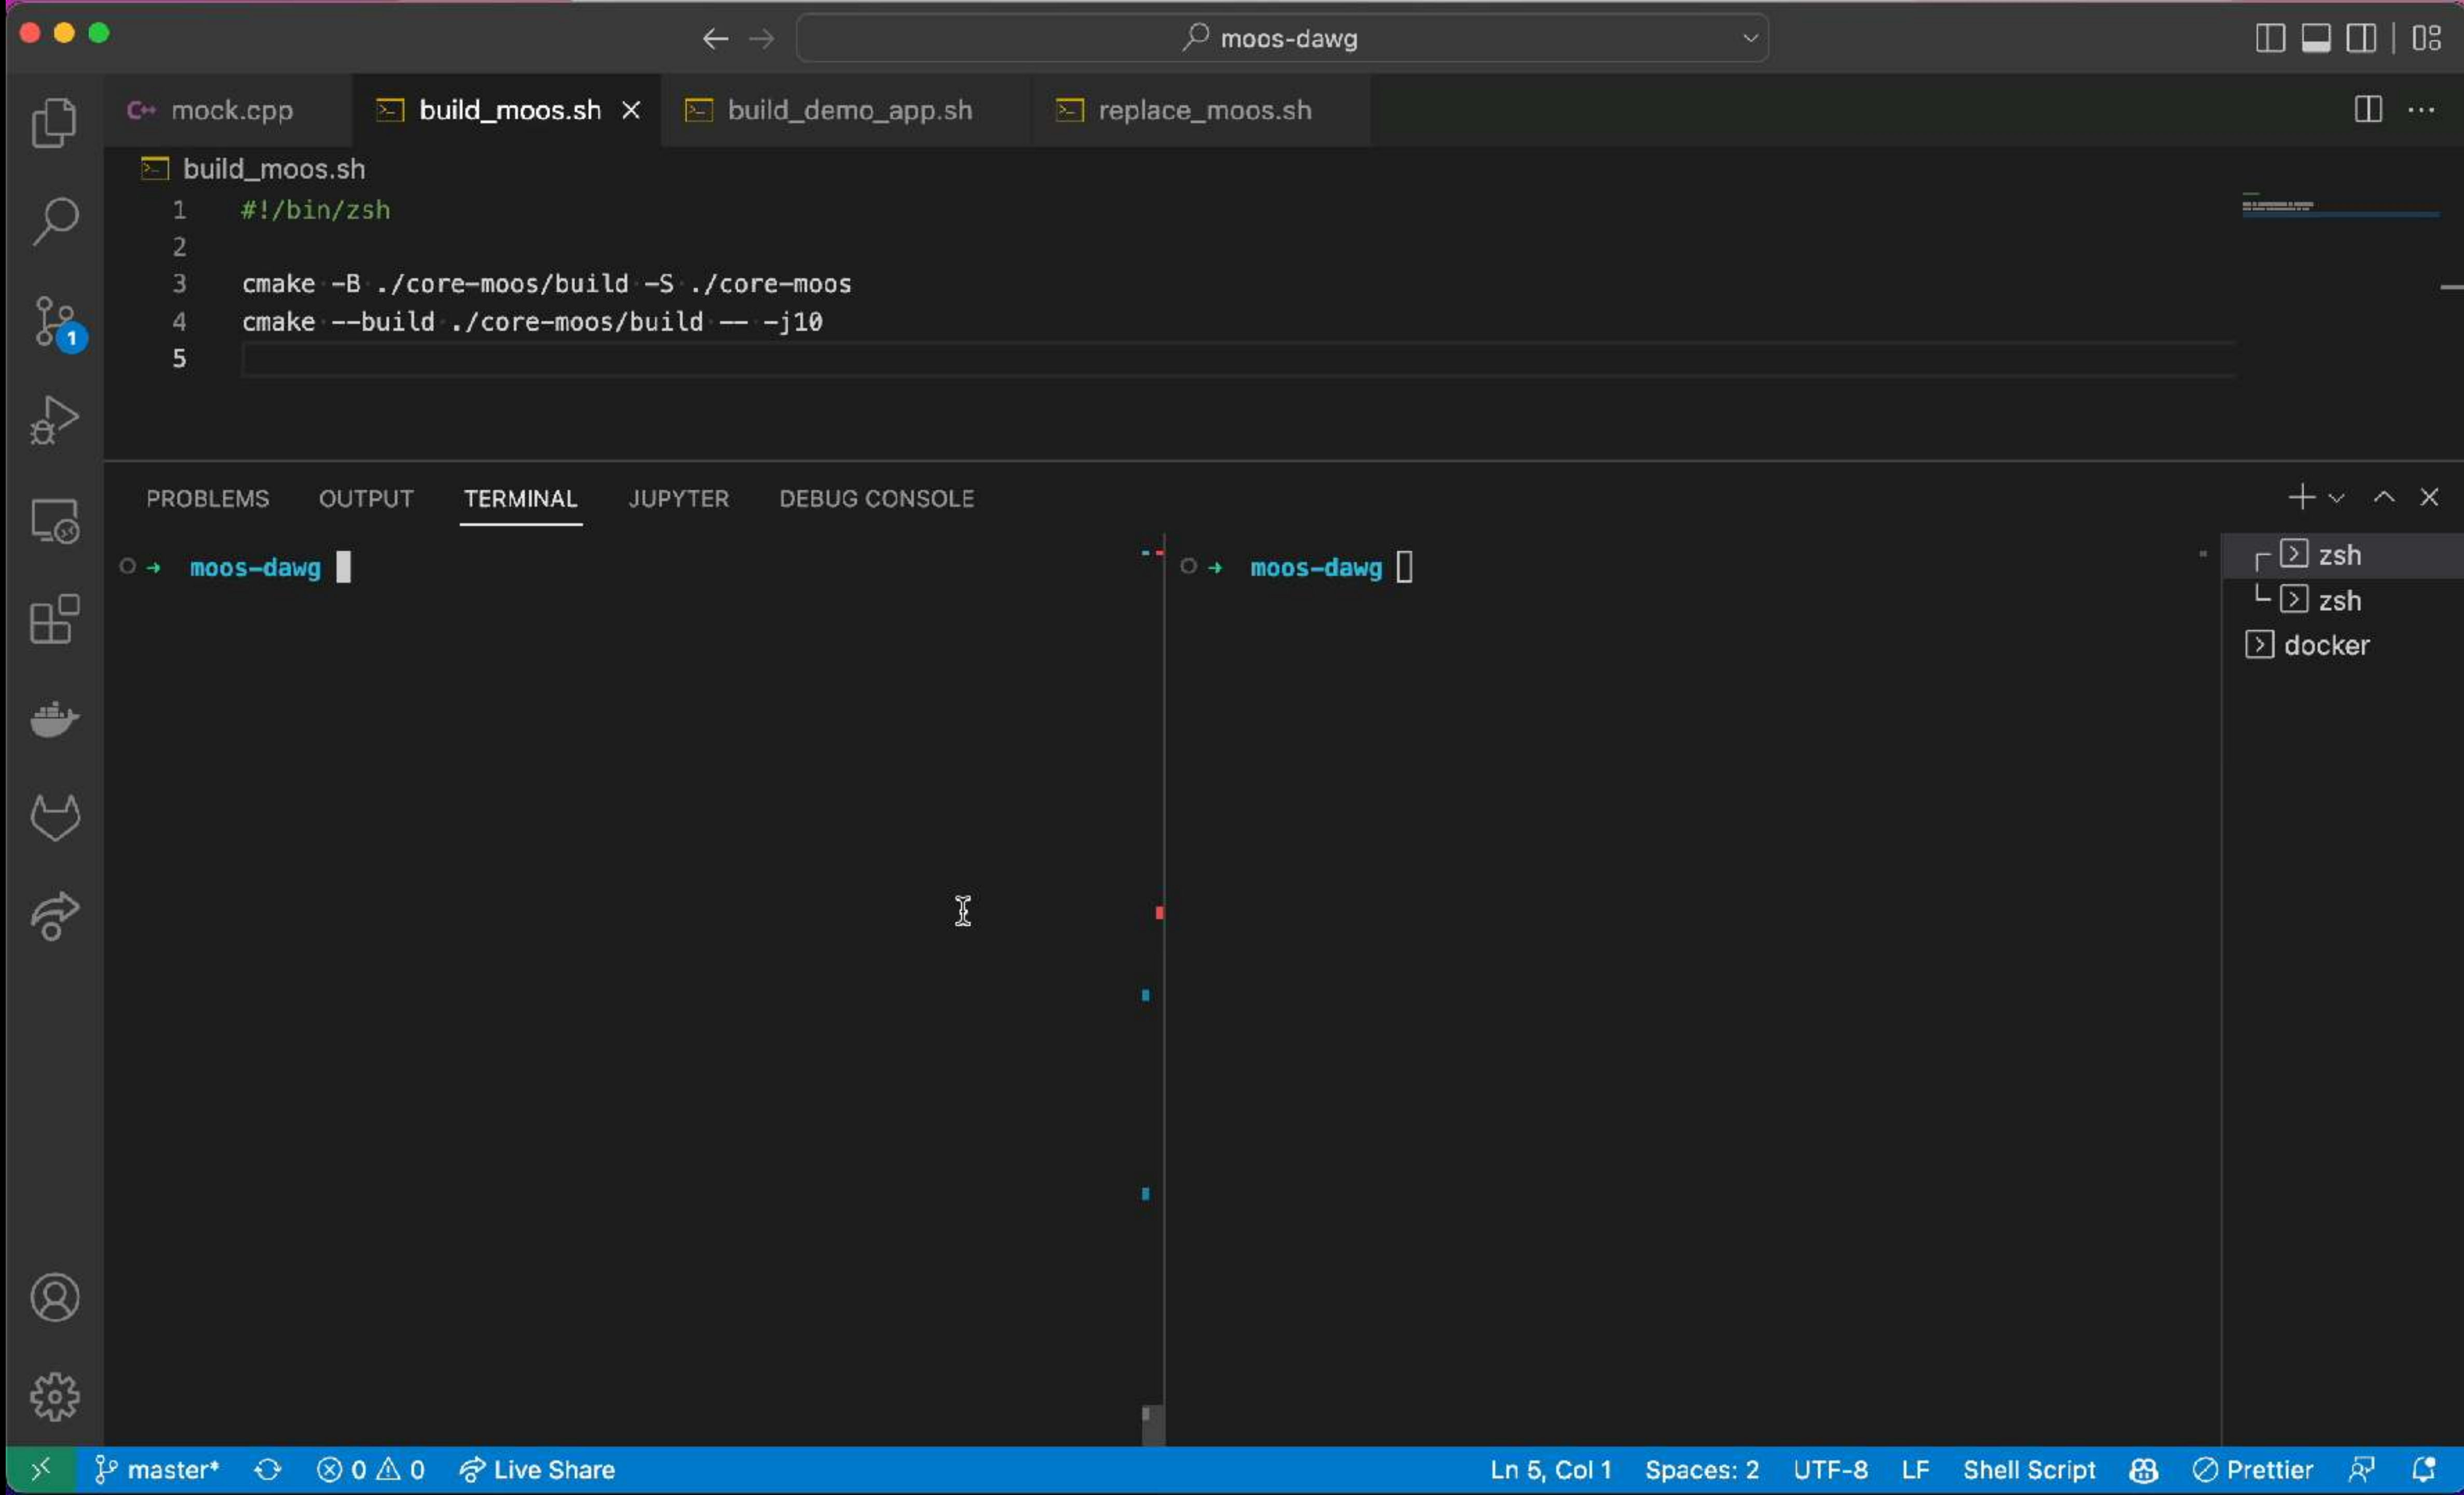 moos-dawg
mock.cpp
build_moos.sh
build_demo_app.sh
replace_moos.sh
build_moos.sh
1 #!/bin/zsh
2
3 cmake -B ./core-moos/build -S ./core-moos
4 cmake --build ./core-moos/build -- -j10
5
1
PROBLEMS OUTPUT TERMINAL JUPYTER DEBUG CONSOLE
moos-dawg
moos-dawg
zsh
zsh
docker
master* 0 0 Live Share
Ln 5, Col 1 Spaces: 2 UTF-8 LF Shell Script Prettier